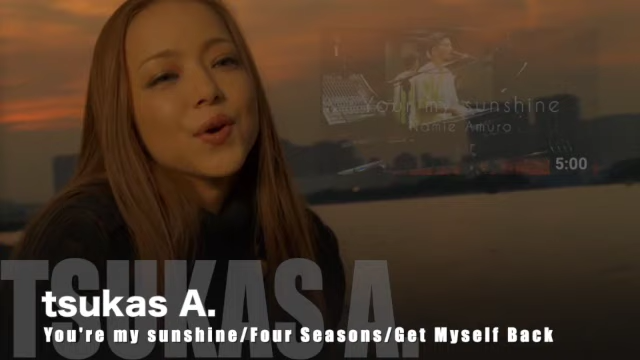 Your my sunshine
Namie Amuro
5:00
TSUKAS A.
tsukas A.
You're my sunshine/Four Seasons/Get Myself Back